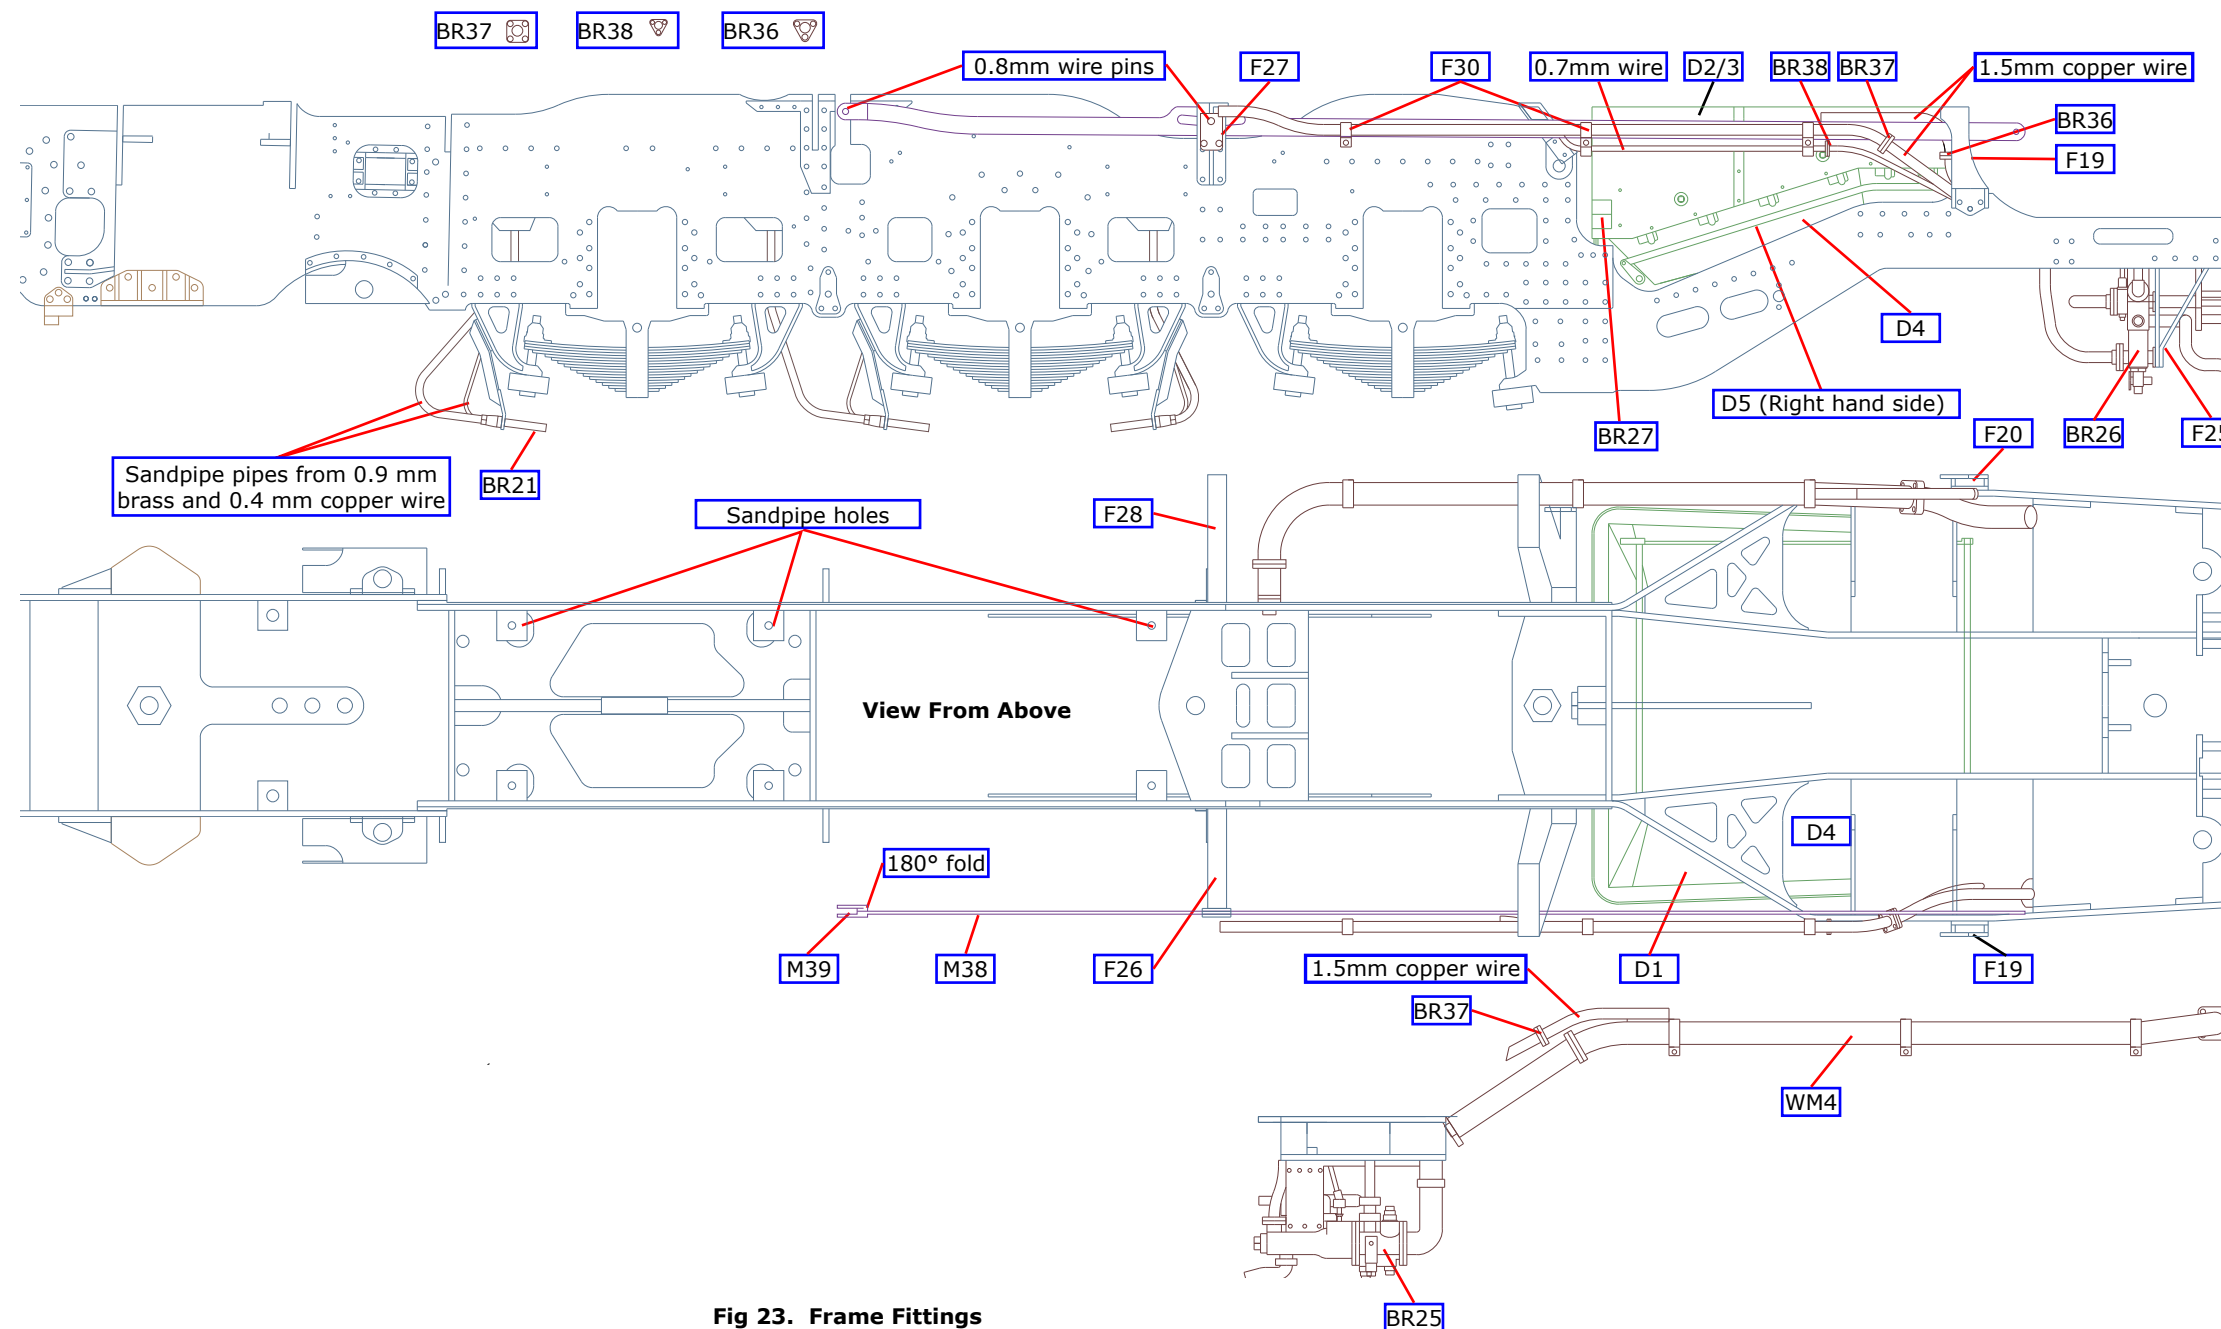 BR37
BR38
BR36
0.8mm wire pins
F27
F30
0.7mm wire
D2/3
BR38
BR37
1.5mm copper wire
BR36
F19
D4
D5 (Right hand side)
BR27
F20
BR26
Sandpipe pipes from 0.9 mm
brass and 0.4 mm copper wire
BR21
Sandpipe holes
F28
View From Above
D4
180° fold
M39
M38
F26
1.5mm copper wire
D1
F19
BR37
WM4
BR25
Fig 23. Frame Fittings